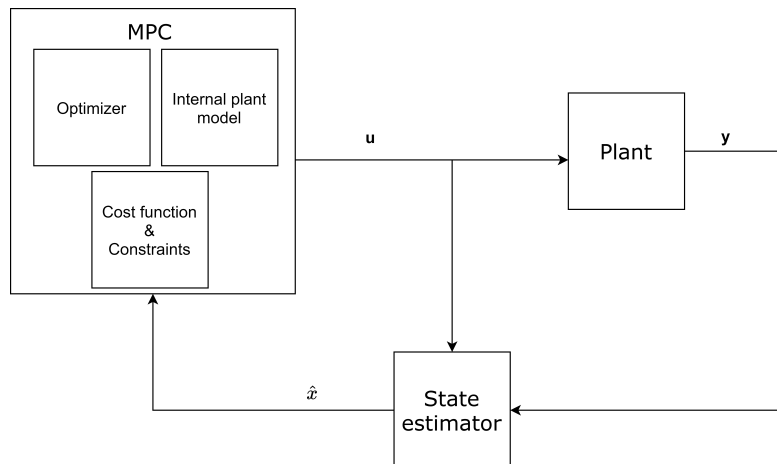 MPC
Optimizer
Internal plant
model
Cost function
&
Constraints
u
Plant
y
State
estimator
x̂